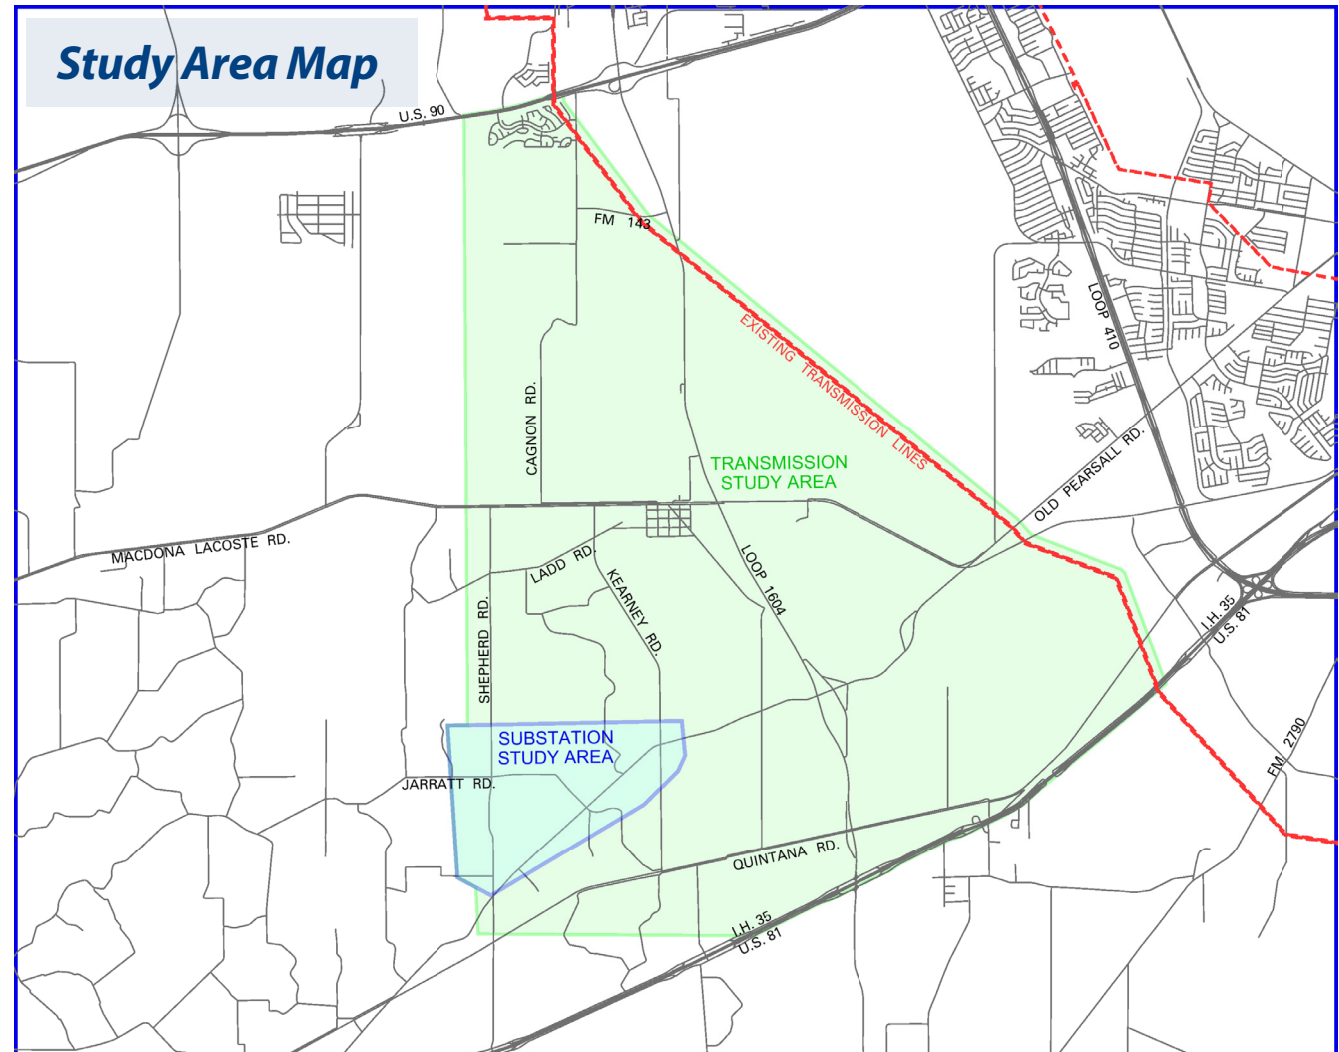 Study Area Map
U.S. 90
FM 143
LOOP 410
EXISTING TRANSMISSION LINES
CAGNON RD.
TRANSMISSION
STUDY AREA
OLD PEARSALL RD.
MACDONA LACOSTE RD.
LADD RD.
KEARNEY RD.
LOOP 1604
SHEPHERD RD.
I.H. 35
U.S. 81
SUBSTATION
STUDY AREA
FM 2790
JARRATT RD.
QUINTANA RD.
I.H. 35
U.S. 81